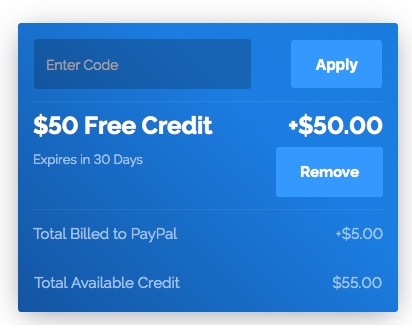 Enter Code Apply
$50 Free Credit +$50.00
Expires in 30 Days
Remove
Total Billed to PayPal +$5.00
Total Available Credit $55.00